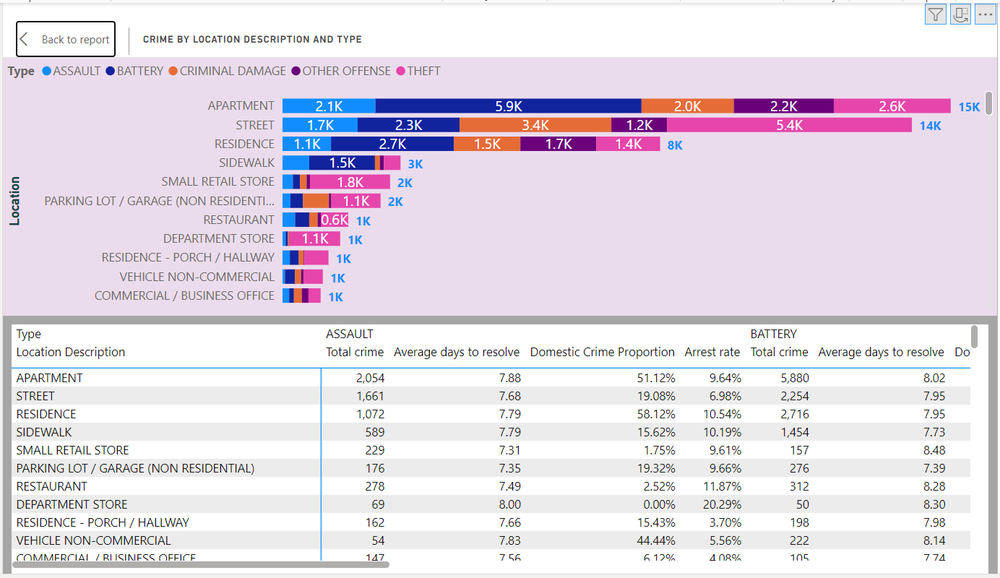 Back to report
CRIME BY LOCATION DESCRIPTION AND TYPE
Type ASSAULT BATTERY CRIMINAL DAMAGE OTHER OFFENSE THEFT
Location
APARTMENT 2.1K 5.9K 2.0K 2.2K 2.6K 15K
STREET 1.7K 2.3K 3.4K 1.2K 5.4K 14K
RESIDENCE 1.1K 2.7K 1.5K 1.7K 1.4K 8K
SIDEWALK 1.5K 3K
SMALL RETAIL STORE 1.8K 2K
PARKING LOT / GARAGE (NON RESIDENTI... 1.1K 2K
RESTAURANT 0.6K 1K
DEPARTMENT STORE 1.1K 1K
RESIDENCE - PORCH / HALLWAY 1K
VEHICLE NON-COMMERCIAL 1K
COMMERCIAL / BUSINESS OFFICE 1K
Type ASSAULT BATTERY
Location Description Total crime Average days to resolve Domestic Crime Proportion Arrest rate Total crime Average days to resolve Do
APARTMENT 2,054 7.88 51.12% 9.64% 5,880 8.02
STREET 1,661 7.68 19.08% 6.98% 2,254 7.95
RESIDENCE 1,072 7.79 58.12% 10.54% 2,716 7.95
SIDEWALK 589 7.79 15.62% 10.19% 1,454 7.73
SMALL RETAIL STORE 229 7.31 1.75% 9.61% 157 8.48
PARKING LOT / GARAGE (NON RESIDENTIAL) 176 7.35 19.32% 9.66% 276 7.39
RESTAURANT 278 7.49 2.52% 11.87% 312 8.28
DEPARTMENT STORE 69 8.00 0.00% 20.29% 50 8.30
RESIDENCE - PORCH / HALLWAY 162 7.66 15.43% 3.70% 198 7.98
VEHICLE NON-COMMERCIAL 54 7.83 44.44% 5.56% 222 8.14
COMMERCIAL / BUSINESS OFFICE 147 7.56 6.12% 4.08% 105 7.74